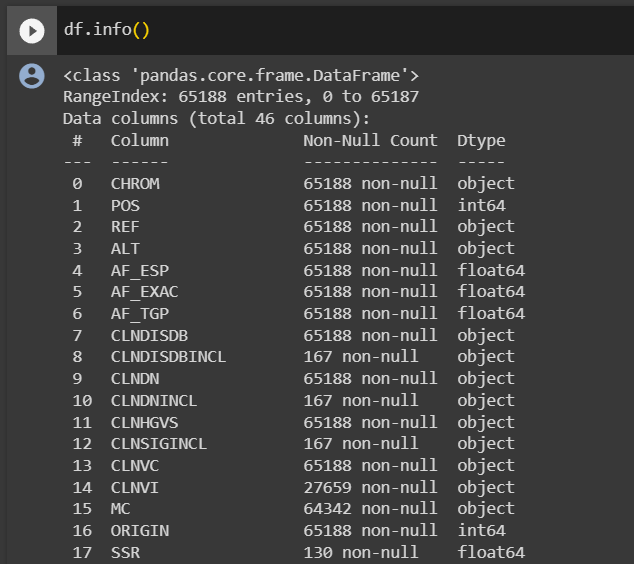 df.info()
<class 'pandas.core.frame.DataFrame'>
RangeIndex: 65188 entries, 0 to 65187
Data columns (total 46 columns):
 #   Column             Non-Null Count  Dtype
---  ------             --------------  -----
 0   CHROM              65188 non-null  object
 1   POS                65188 non-null  int64
 2   REF                65188 non-null  object
 3   ALT                65188 non-null  object
 4   AF_ESP             65188 non-null  float64
 5   AF_EXAC            65188 non-null  float64
 6   AF_TGP             65188 non-null  float64
 7   CLNDISDB           65188 non-null  object
 8   CLNDISDBINCL       167 non-null    object
 9   CLNDN              65188 non-null  object
 10  CLNDNINCL          167 non-null    object
 11  CLNHGVS            65188 non-null  object
 12  CLNSIGINCL         167 non-null    object
 13  CLNVC              65188 non-null  object
 14  CLNVI              27659 non-null  object
 15  MC                 64342 non-null  object
 16  ORIGIN             65188 non-null  int64
 17  SSR                130 non-null    float64